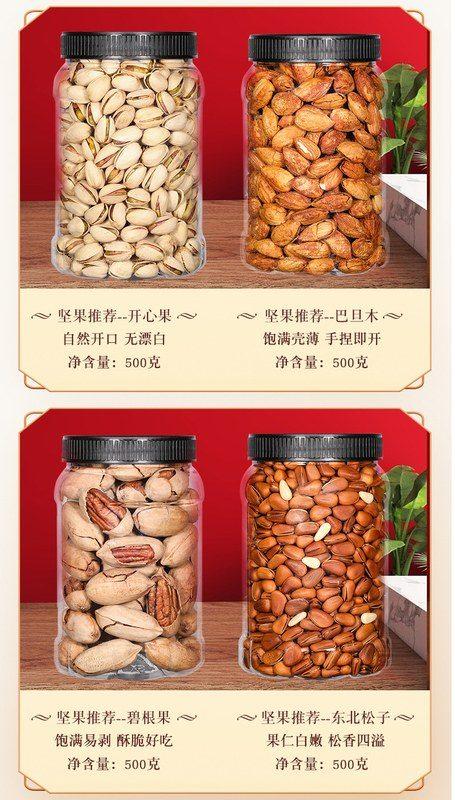 坚果推荐--开心果
自然开口 无漂白
净含量：500克
坚果推荐--巴旦木
饱满壳薄 手捏即开
净含量：500克
坚果推荐--碧根果
饱满易剥 酥脆好吃
净含量：500克
坚果推荐--东北松子
果仁白嫩 松香四溢
净含量：500克